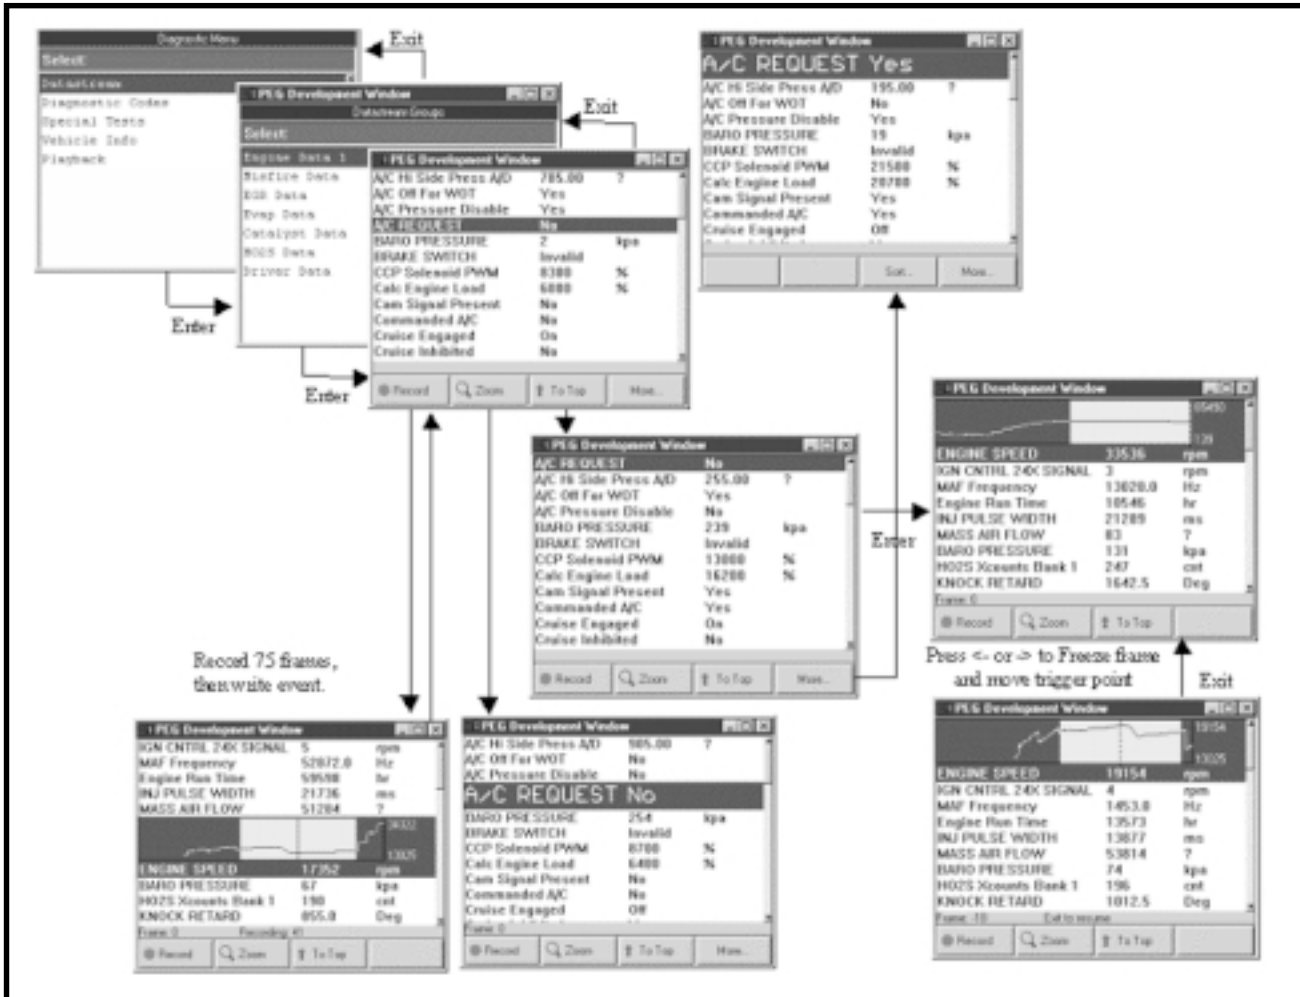 Diagnostic Menu
Select:
Datastream
Diagnostic Codes
Special Tests
Vehicle Info
Playback
Exit
Enter
PEG Development Window
Datastream Groups
Select:
Engine Data 1
Misfire Data
EGR Data
Evap Data
Catalyst Data
HO2S Data
Driver Data
Exit
Enter
PEG Development Window
A/C Hi Side Press A/D 785.00 ?
A/C Off For WOT Yes
A/C Pressure Disable Yes
A/C REQUEST No
BARO PRESSURE 2 kpa
BRAKE SWITCH Invalid
CCP Solenoid PWM 8300 %
Calc Engine Load 6000 %
Cam Signal Present No
Commanded A/C No
Cruise Engaged On
Cruise Inhibited No
Record Zoom To Top More...
PEG Development Window
A/C REQUEST Yes
A/C Hi Side Press A/D 195.00 ?
A/C Off For WOT No
A/C Pressure Disable Yes
BARO PRESSURE 19 kpa
BRAKE SWITCH Invalid
CCP Solenoid PWM 21500 %
Calc Engine Load 20700 %
Cam Signal Present Yes
Commanded A/C Yes
Cruise Engaged Off
Sort... More...
PEG Development Window
A/C REQUEST No
A/C Hi Side Press A/D 255.00 ?
A/C Off For WOT Yes
A/C Pressure Disable No
BARO PRESSURE 239 kpa
BRAKE SWITCH Invalid
CCP Solenoid PWM 13000 %
Calc Engine Load 16200 %
Cam Signal Present Yes
Commanded A/C Yes
Cruise Engaged On
Cruise Inhibited No
Record Zoom To Top More...
Enter
PEG Development Window
139
ENGINE SPEED 33536 rpm
IGN CNTRL 24X SIGNAL 3 rpm
MAF Frequency 13020.0 Hz
Engine Run Time 10546 hr
INJ PULSE WIDTH 21209 ms
MASS AIR FLOW 83 ?
BARO PRESSURE 131 kpa
HO2S Xcounts Bank 1 247 cnt
KNOCK RETARD 1642.5 Deg
Frame: 0
Record Zoom To Top
Press <- or -> to Freeze frame
and move trigger point
Exit
PEG Development Window
19154
13025
ENGINE SPEED 19154 rpm
IGN CNTRL 24X SIGNAL 4 rpm
MAF Frequency 1453.0 Hz
Engine Run Time 13573 hr
INJ PULSE WIDTH 13877 ms
MASS AIR FLOW 53814 ?
BARO PRESSURE 74 kpa
HO2S Xcounts Bank 1 196 cnt
KNOCK RETARD 1012.5 Deg
Frame: -10 Exit to resume
Record Zoom To Top
Record 75 frames,
then write event.
PEG Development Window
IGN CNTRL 24X SIGNAL 5 rpm
MAF Frequency 52872.0 Hz
Engine Run Time 59598 hr
INJ PULSE WIDTH 21736 ms
MASS AIR FLOW 51204 ?
34322
13025
ENGINE SPEED 17352 rpm
BARO PRESSURE 67 kpa
HO2S Xcounts Bank 1 190 cnt
KNOCK RETARD 855.0 Deg
Frame: 0 Recording: 41
Record Zoom To Top
PEG Development Window
A/C Hi Side Press A/D 905.00 ?
A/C Off For WOT No
A/C Pressure Disable No
A/C REQUEST No
BARO PRESSURE 254 kpa
BRAKE SWITCH Invalid
CCP Solenoid PWM 8700 %
Calc Engine Load 6400 %
Cam Signal Present No
Commanded A/C No
Cruise Engaged Off
Frame: 0
Record Zoom To Top More...